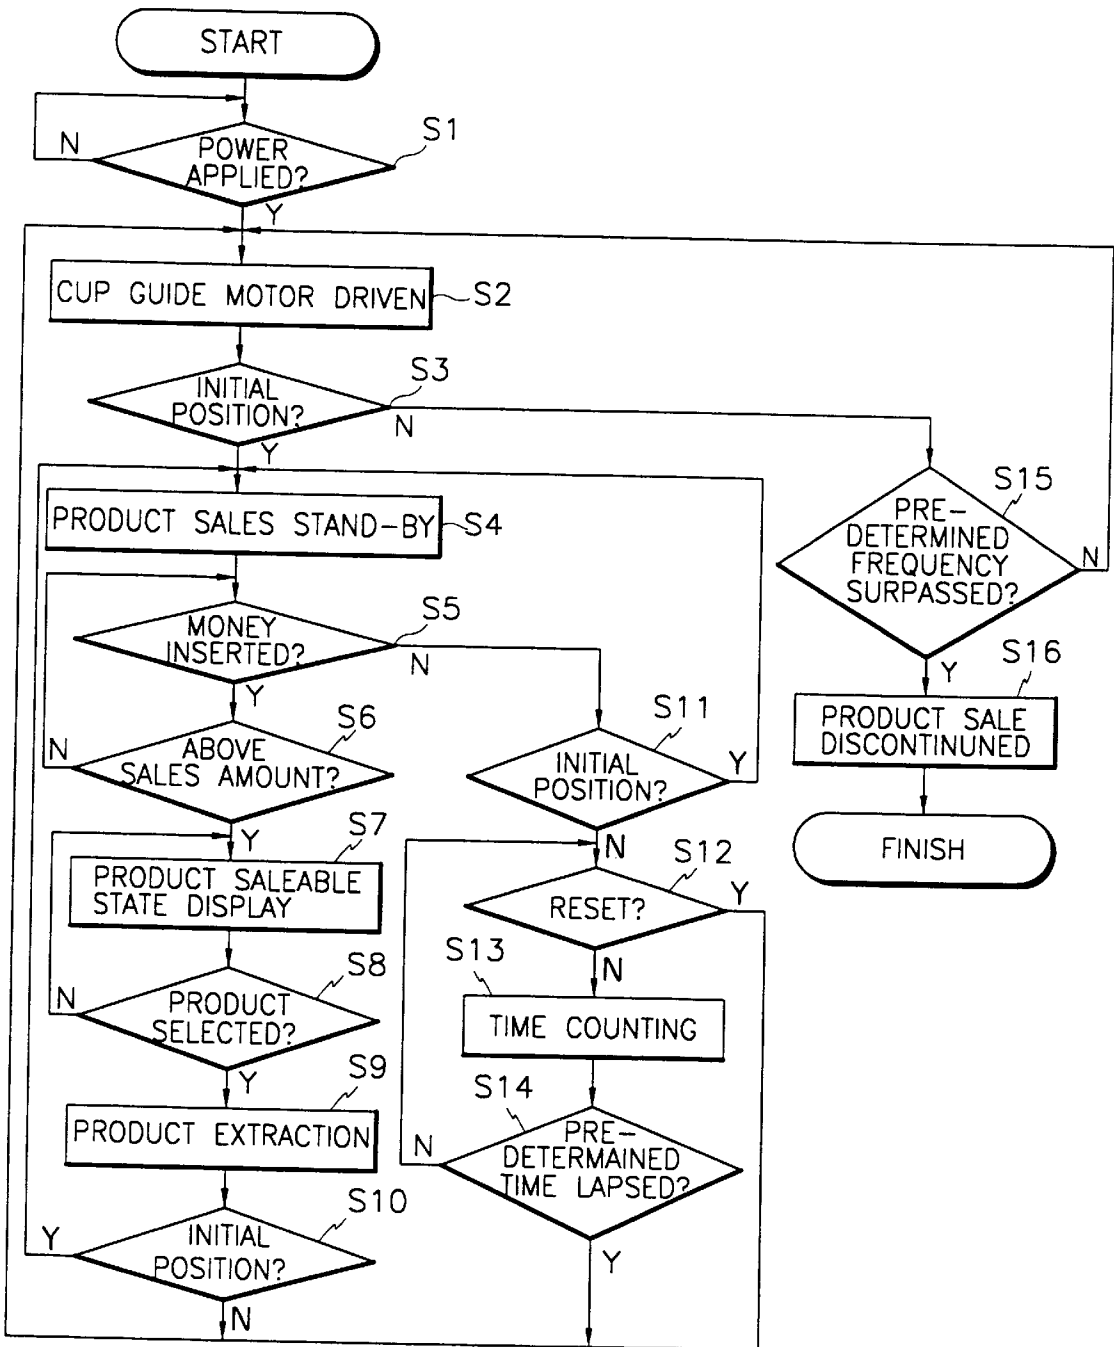 START
S1
POWER
APPLIED?
N
Y
CUP GUIDE MOTOR DRIVEN
S2
S3
INITIAL
POSITION?
N
Y
PRODUCT SALES STAND-BY
S4
S15
PRE-
DETERMINED
FREQUENCY
SURPASSED?
N
Y
S5
MONEY
INSERTED?
N
Y
S16
PRODUCT SALE
DISCONTINUNED
S6
ABOVE
SALES AMOUNT?
N
Y
S11
INITIAL
POSITION?
Y
N
FINISH
S7
PRODUCT SALEABLE
STATE DISPLAY
S12
RESET?
Y
N
S8
PRODUCT
SELECTED?
N
Y
S13
TIME COUNTING
S9
PRODUCT EXTRACTION
S14
PRE-
DETERMAINED
TIME LAPSED?
N
Y
S10
INITIAL
POSITION?
Y
N